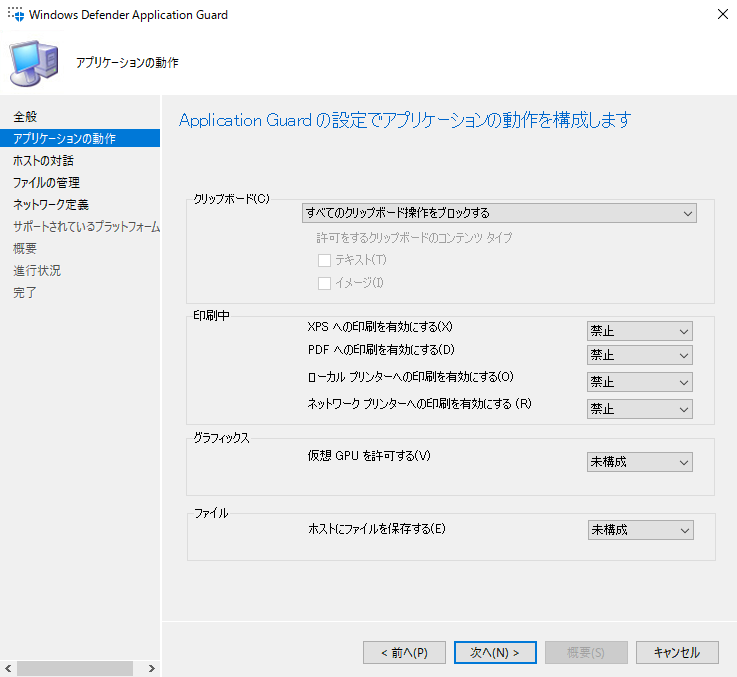 Windows Defender Application Guard
アプリケーションの動作
全般
アプリケーションの動作
ホストの対話
ファイルの管理
ネットワーク定義
サポートされているプラットフォーム
概要
進行状況
完了
Application Guard の設定でアプリケーションの動作を構成します
クリップボード(C)
すべてのクリップボード操作をブロックする
許可をするクリップボードのコンテンツ タイプ
テキスト(T)
イメージ(I)
印刷中
XPS への印刷を有効にする(X)
禁止
PDF への印刷を有効にする(D)
禁止
ローカル プリンターへの印刷を有効にする(O)
禁止
ネットワーク プリンターへの印刷を有効にする (R)
禁止
グラフィックス
仮想 GPU を許可する(V)
未構成
ファイル
ホストにファイルを保存する(E)
未構成
< 前へ(P)
次へ(N) >
概要(S)
キャンセル